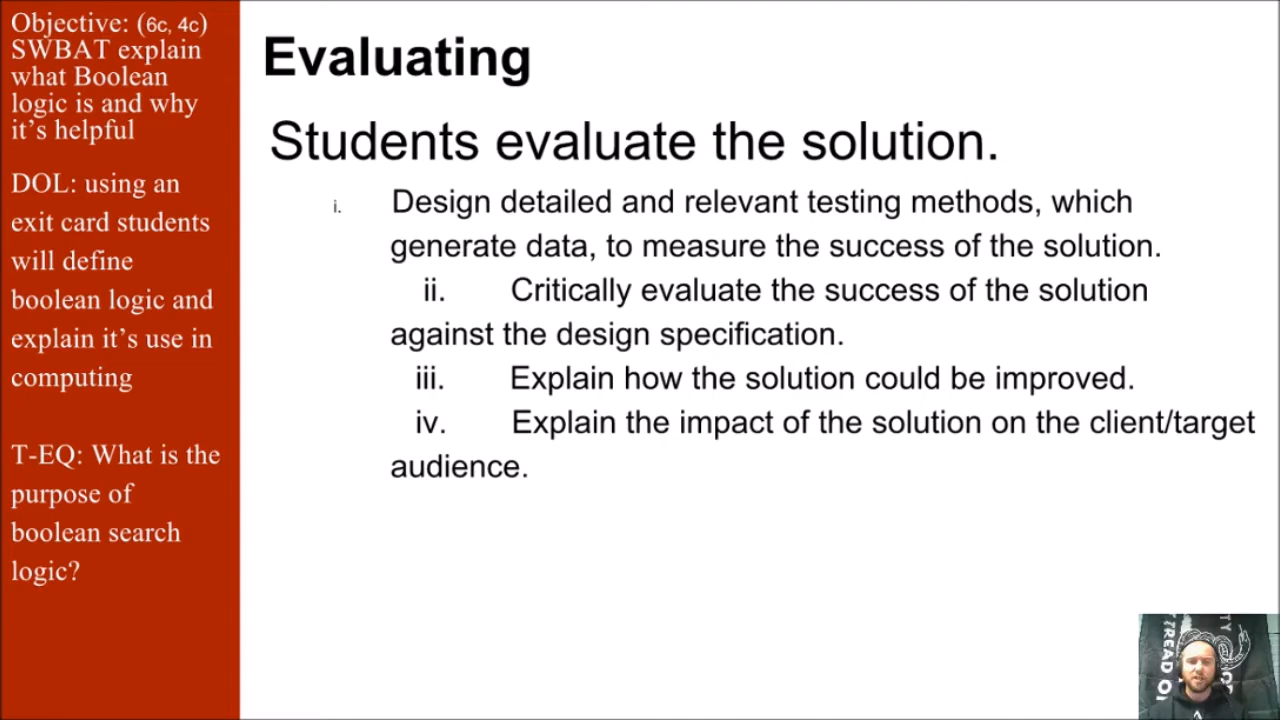 Objective: (6c, 4c)
SWBAT explain
what Boolean
logic is and why
it's helpful
DOL: using an
exit card students
will define
boolean logic and
explain it's use in
computing
T-EQ: What is the
purpose of
boolean search
logic?
Evaluating
Students evaluate the solution.
i. Design detailed and relevant testing methods, which
generate data, to measure the success of the solution.
ii. Critically evaluate the success of the solution
against the design specification.
iii. Explain how the solution could be improved.
iv. Explain the impact of the solution on the client/target
audience.